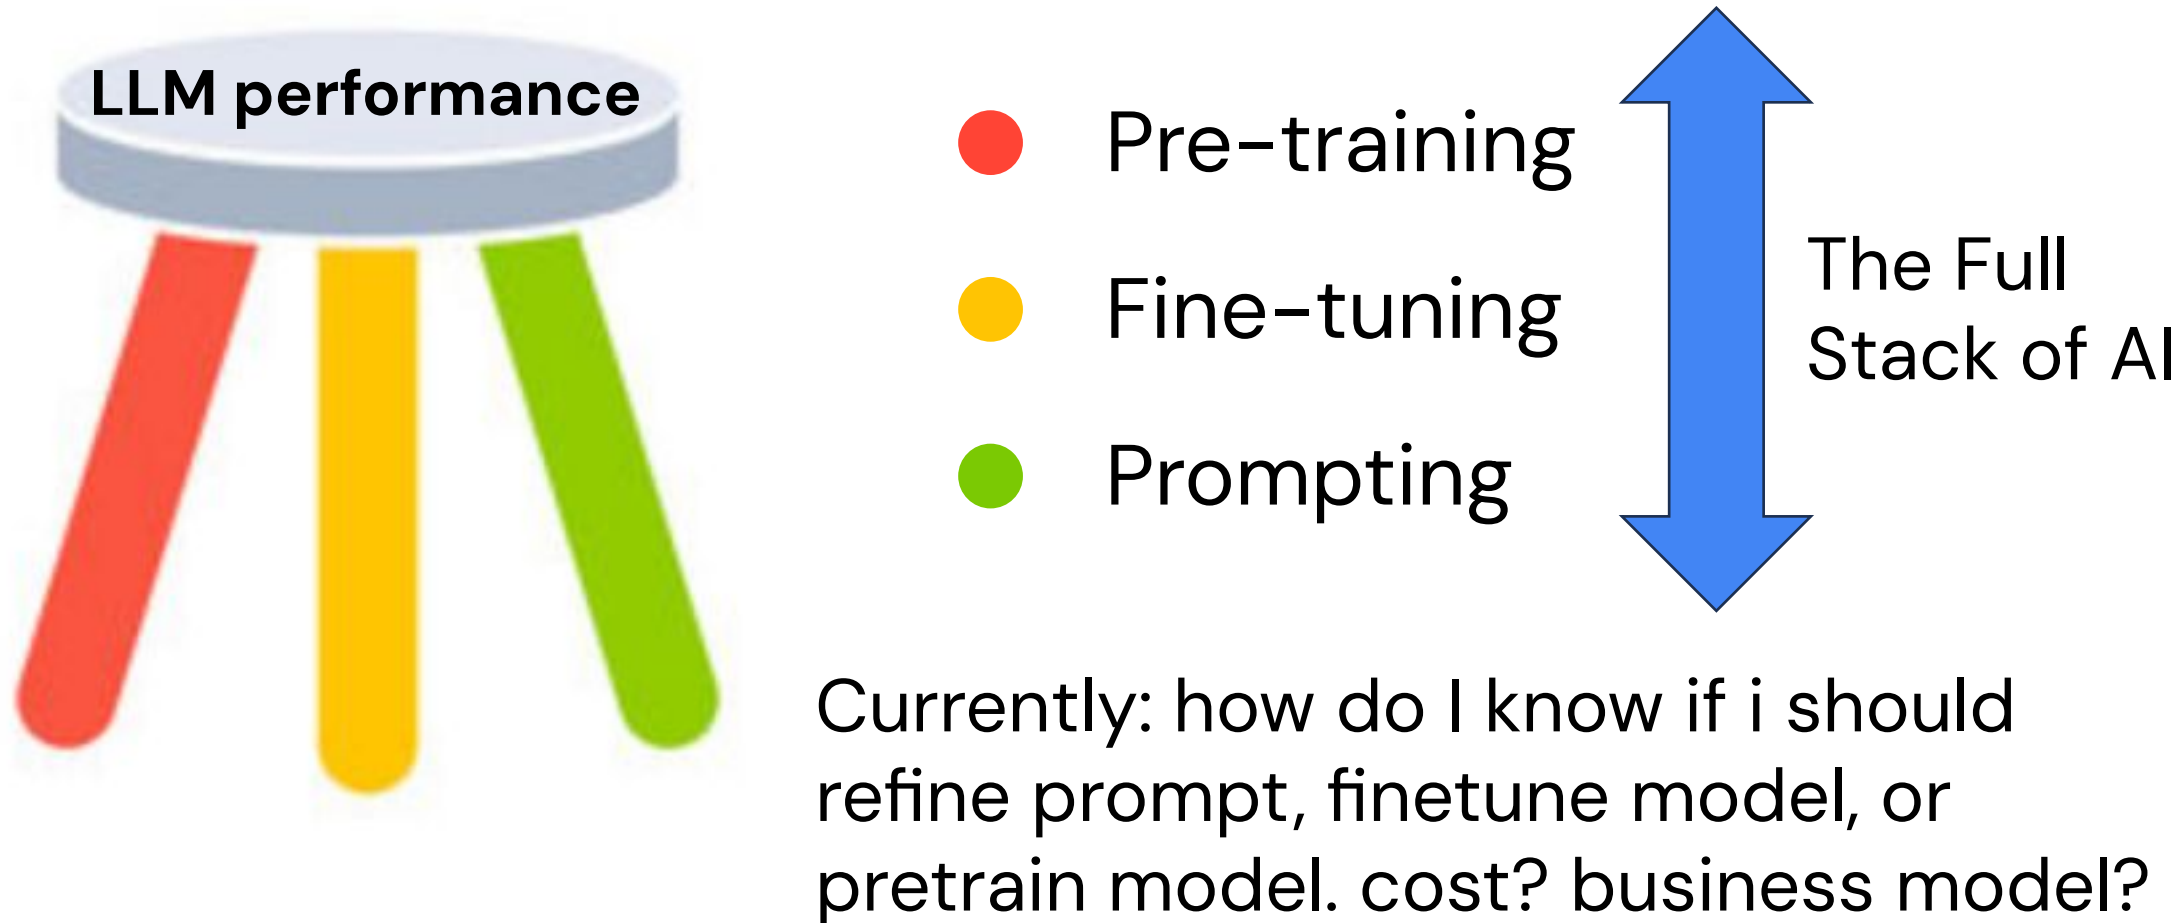 LLM performance
Pre-training
Fine-tuning
Prompting
The Full
Stack of AI
Currently: how do I know if i should
refine prompt, finetune model, or
pretrain model. cost? business model?